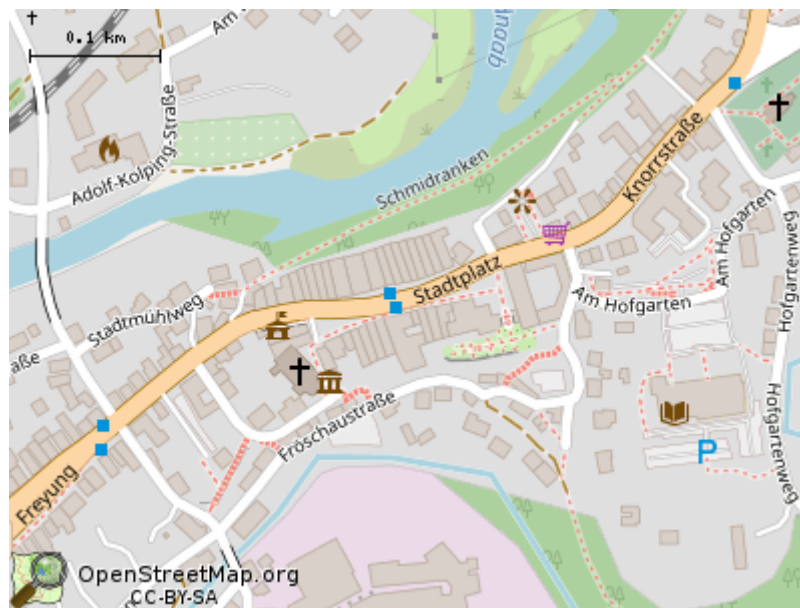 Am
0.1 km
dnaab
Knorrstraße
Adolf-Kolping-Straße
Schmidranken
Am Hofgarten
Hofgartenweg
Stadtplatz
Am Hofgarten
Stadtmühlweg
aße
Fröschaustraße
Hofgartenweg
Freyung
P
OpenStreetMap.org
CC-BY-SA